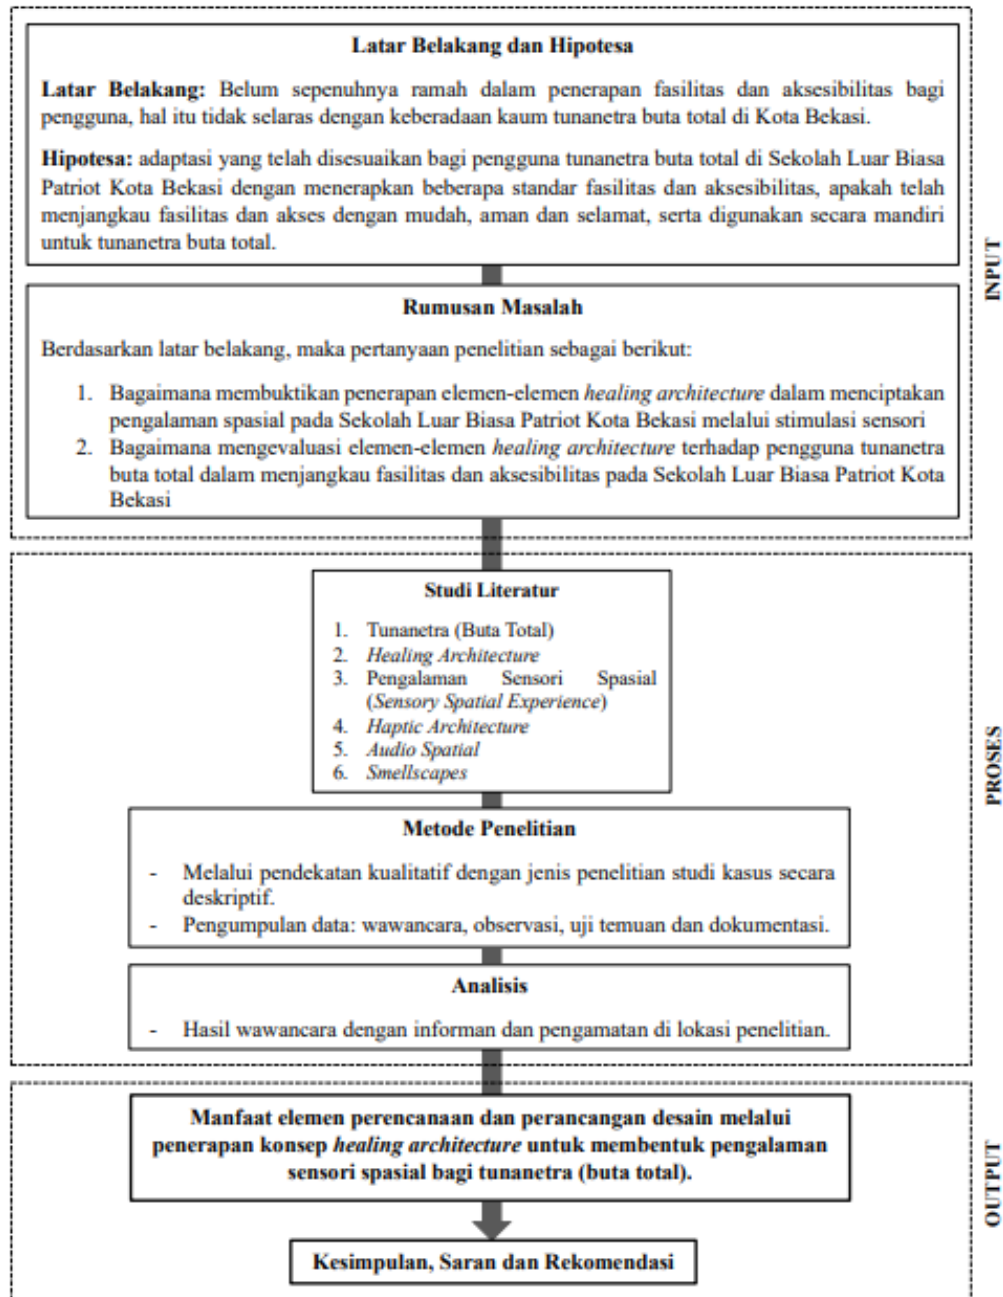 Latar Belakang dan Hipotesa
Latar Belakang: Belum sepenuhnya ramah dalam penerapan fasilitas dan aksesibilitas bagi
pengguna, hal itu tidak selaras dengan keberadaan kaum tunanetra buta total di Kota Bekasi.
Hipotesa: adaptasi yang telah disesuaikan bagi pengguna tunanetra buta total di Sekolah Luar Biasa
Patriot Kota Bekasi dengan menerapkan beberapa standar fasilitas dan aksesibilitas, apakah telah
menjangkau fasilitas dan akses dengan mudah, aman dan selamat, serta digunakan secara mandiri
untuk tunanetra buta total.
INPUT
Rumusan Masalah
Berdasarkan latar belakang, maka pertanyaan penelitian sebagai berikut:
1. Bagaimana membuktikan penerapan elemen-elemen healing architecture dalam menciptakan
pengalaman spasial pada Sekolah Luar Biasa Patriot Kota Bekasi melalui stimulasi sensori
2. Bagaimana mengevaluasi elemen-elemen healing architecture terhadap pengguna tunanetra
buta total dalam menjangkau fasilitas dan aksesibilitas pada Sekolah Luar Biasa Patriot Kota
Bekasi
Studi Literatur
1. Tunanetra (Buta Total)
2. Healing Architecture
3. Pengalaman Sensori Spasial
(Sensory Spatial Experience)
4. Haptic Architecture
5. Audio Spatial
6. Smellscapes
PROSES
Metode Penelitian
- Melalui pendekatan kualitatif dengan jenis penelitian studi kasus secara
deskriptif.
- Pengumpulan data: wawancara, observasi, uji temuan dan dokumentasi.
Analisis
- Hasil wawancara dengan informan dan pengamatan di lokasi penelitian.
Manfaat elemen perencanaan dan perancangan desain melalui
penerapan konsep healing architecture untuk membentuk pengalaman
sensori spasial bagi tunanetra (buta total).
OUTPUT
Kesimpulan, Saran dan Rekomendasi